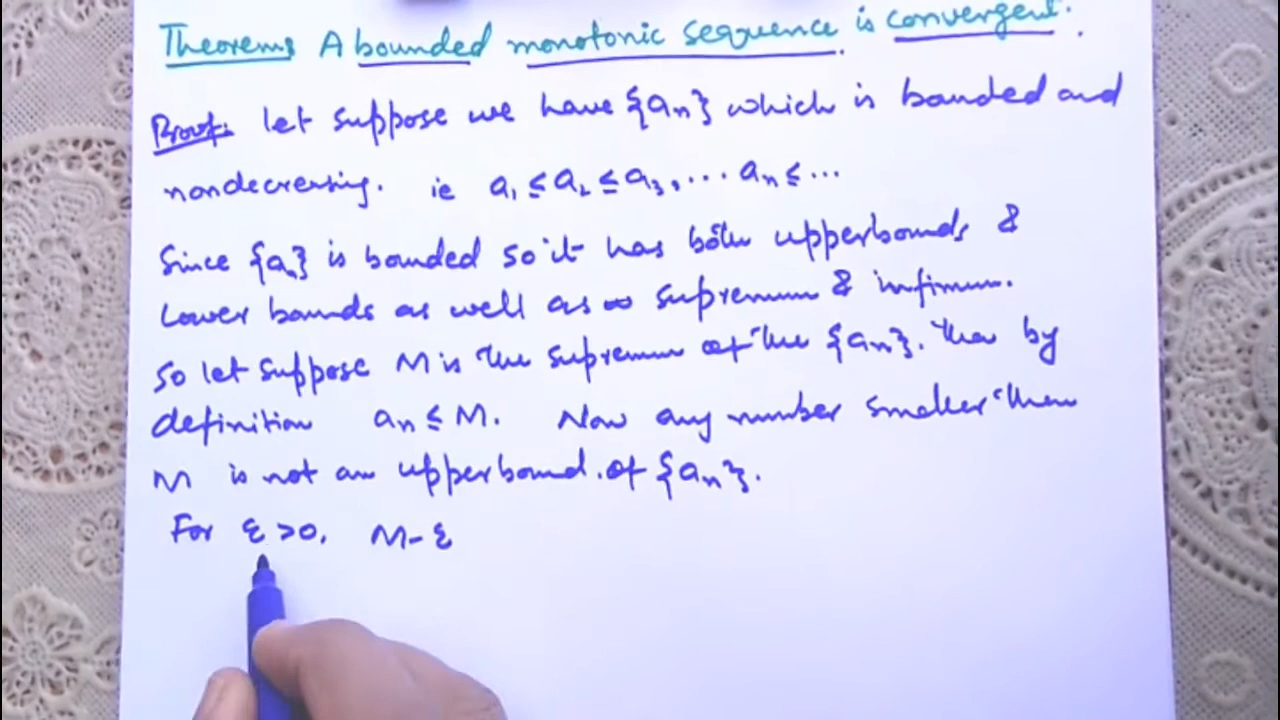 Theorem: A bounded monotonic sequence is convergent.
Proof: let suppose we have {aₙ} which is bounded and
nondecreasing. ie a₁ ≤ a₂ ≤ a₃, ... aₙ ≤ ...
Since {aₙ} is bounded so it has both upperbounds &
Lower bounds as well as supremum & infimum.
So let suppose M is the supremum of the {aₙ}. then by
definition aₙ ≤ M. Now any number smaller then
M is not an upperbound. of {aₙ}.
For ε > 0, M - ε